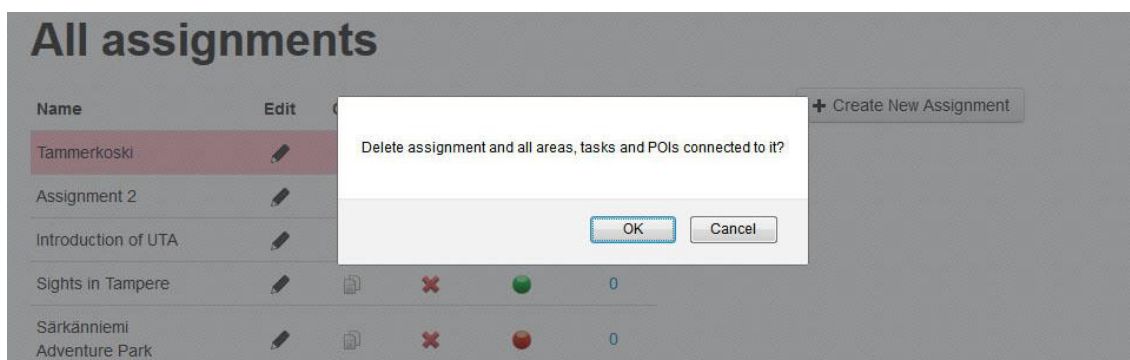 All assignments
Name Edit + Create New Assignment
Delete assignment and all areas, tasks and POIs connected to it?
Tammerkoski
Assignment 2
OK Cancel
Introduction of UTA
Sights in Tampere 0
Särkänniemi
Adventure Park 0